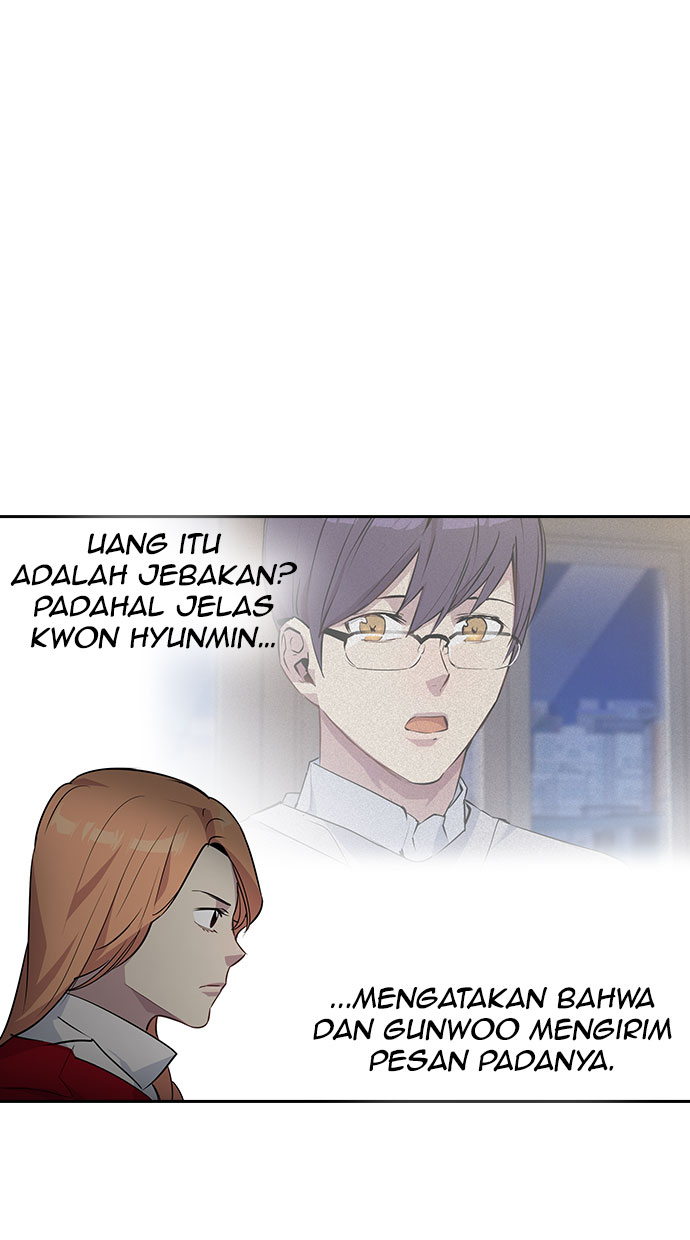 UANG ITU
ADALAH JEBAKAN?
PADAHAL JELAS
KWON HYUNMIN...
...MENGATAKAN BAHWA
DAN GUNWOO MENGIRIM
PESAN PADANYA.